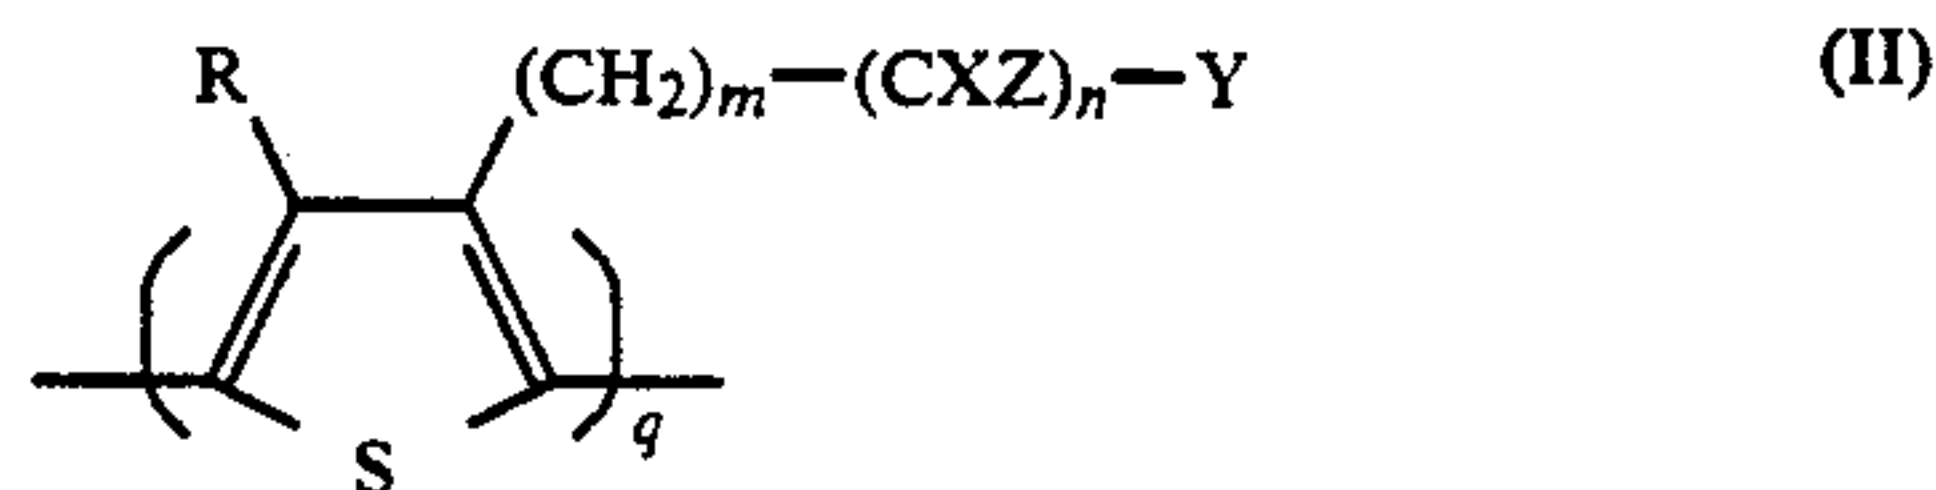 R (CH2)m—(CXZ)n—Y (II)
q
S